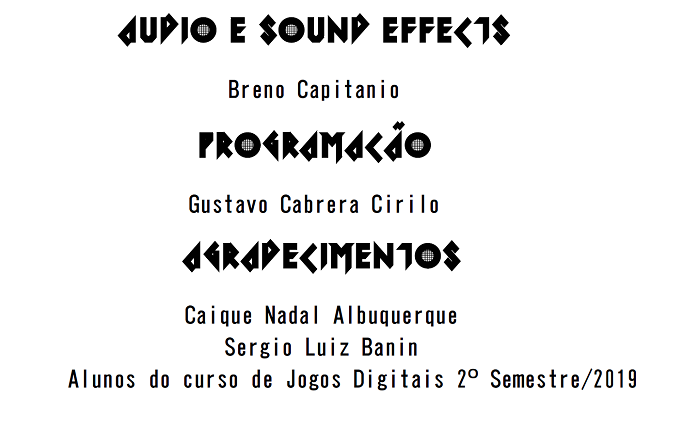 AUDIO E SOUND EFFECTS
Breno Capitanio
PROGRAMAÇÃO
Gustavo Cabrera Cirilo
AGRADECIMENTOS
Caique Nadal Albuquerque
Sergio Luiz Banin
Alunos do curso de Jogos Digitais 2º Semestre/2019